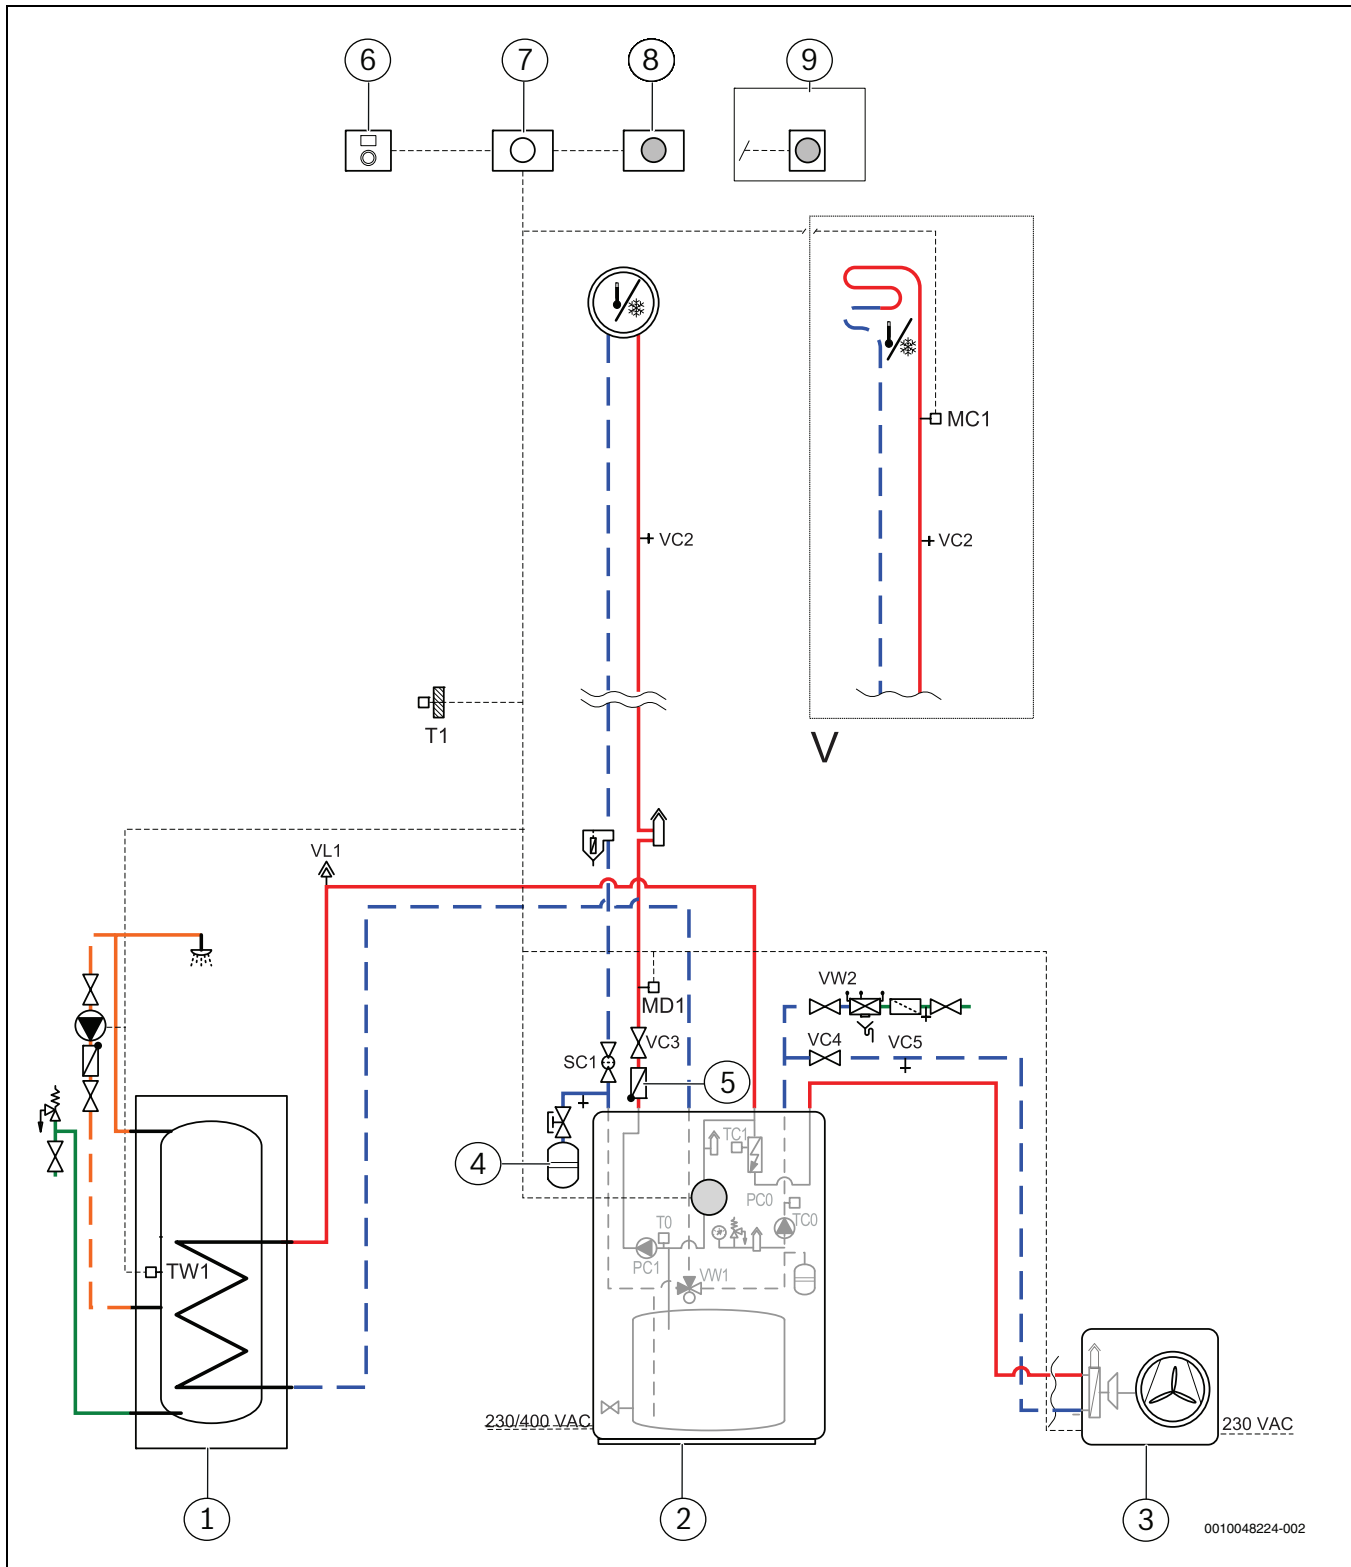 6
7
8
9
MC1
VC2
VC2
T1
V
VL1
VW2
MD1
VC3
VC4
VC5
SC1
5
4
TC1
PC0
T0
TC0
PC1
VW1
TW1
230/400 VAC
230 VAC
1
2
3
0010048224-002